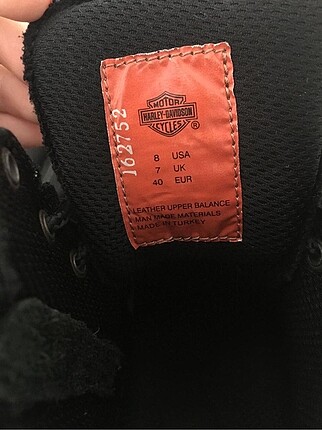 MOTOR
HARLEY-DAVIDSON
CYCLES ®
162752
8 USA
7 UK
40 EUR
LEATHER UPPER BALANCE
MAN MADE MATERIALS
MADE IN TURKEY